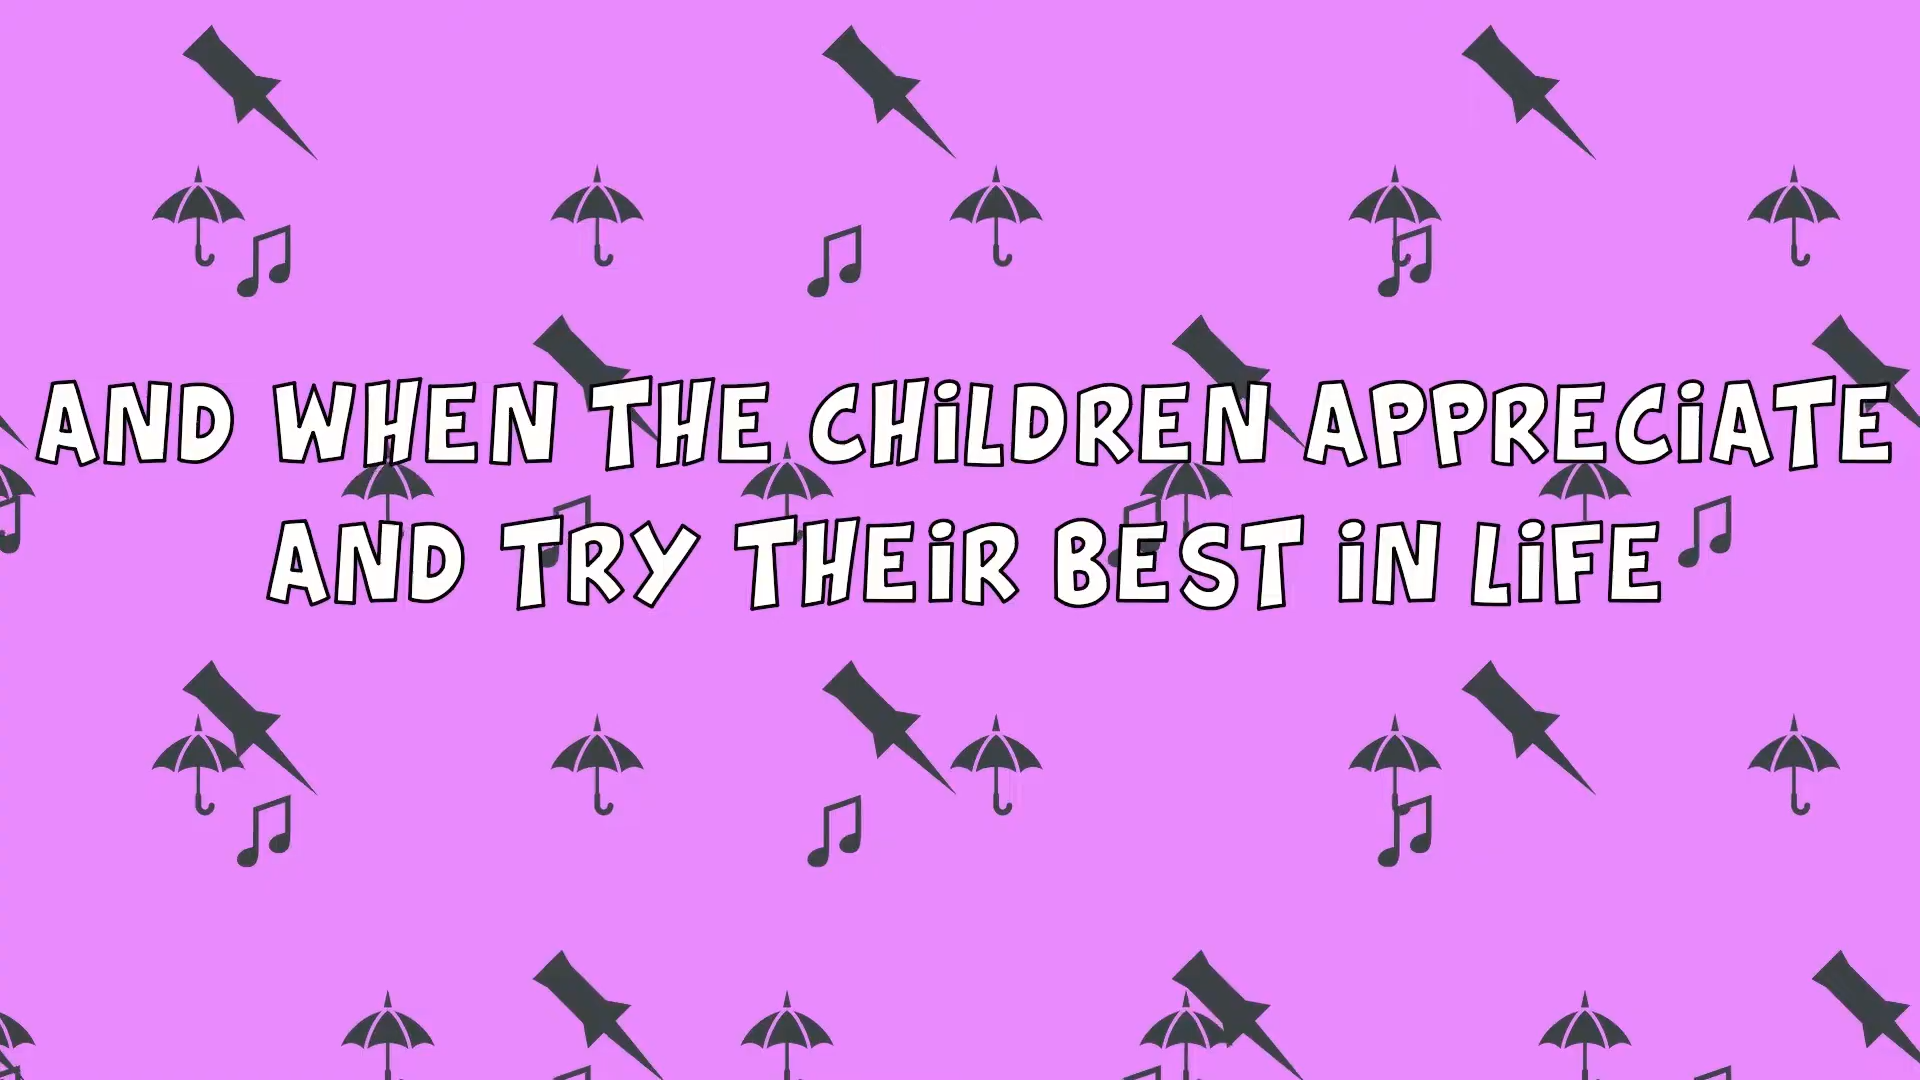 AND WHEN THE CHiLDREN APPRECiATE
AND TRY THEiR BEST iN LiFE